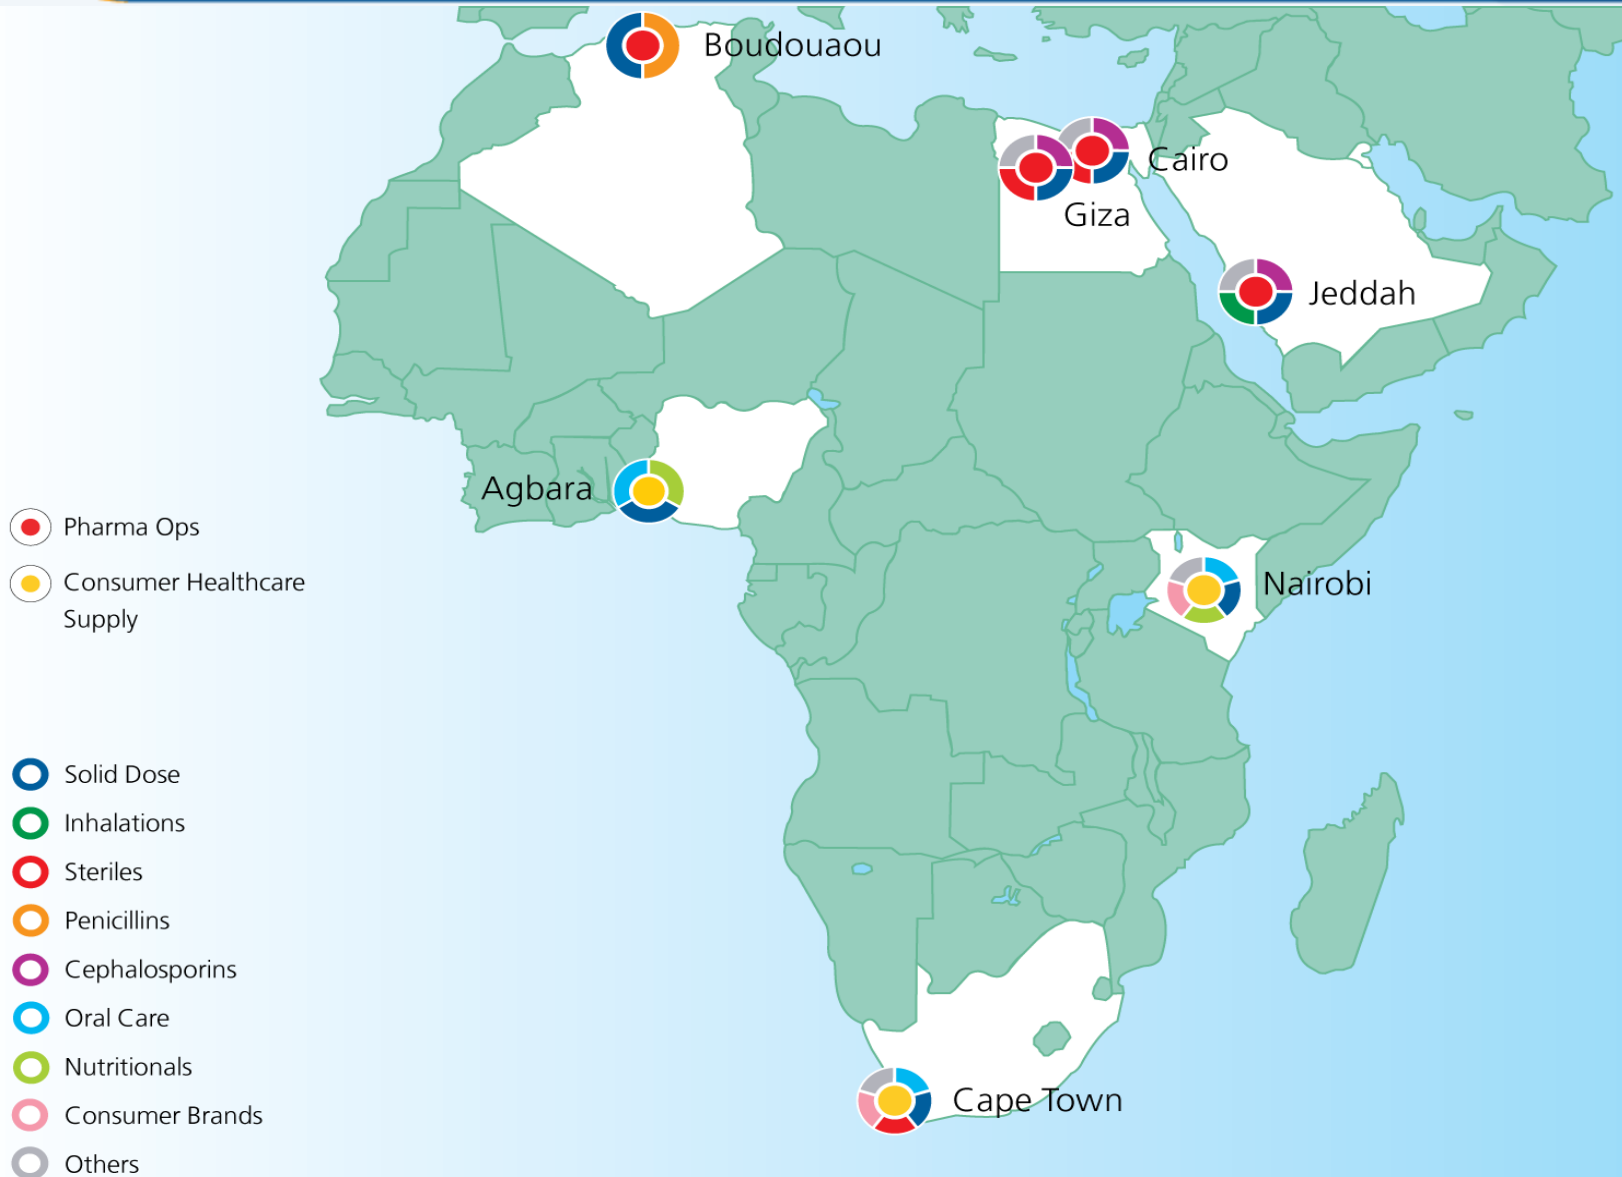 Boudouaou
Cairo
Giza
Jeddah
Agbara
Nairobi
Cape Town
Pharma Ops
Consumer Healthcare
Supply
Solid Dose
Inhalations
Steriles
Penicillins
Cephalosporins
Oral Care
Nutritionals
Consumer Brands
Others